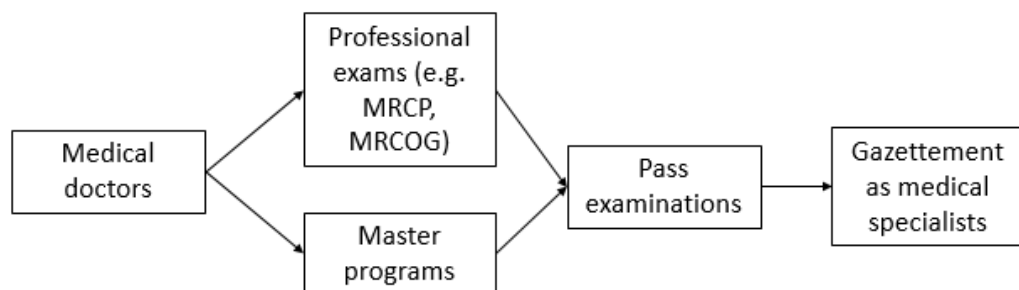 Medical
doctors
Professional
exams (e.g.
MRCP,
MRCOG)
Master
programs
Pass
examinations
Gazettement
as medical
specialists